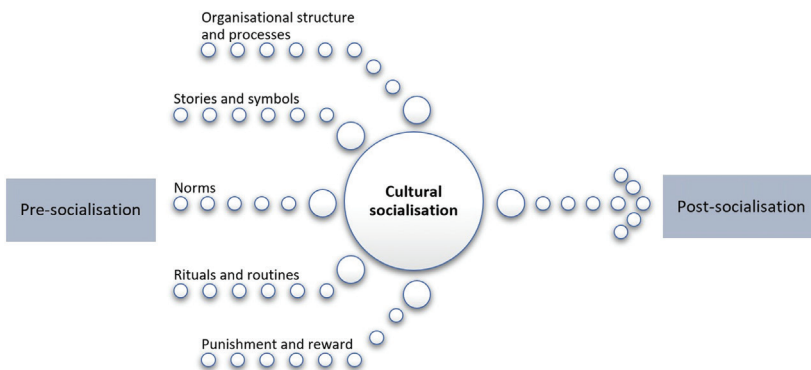 Organisational structure
and processes
Stories and symbols
Norms
Pre-socialisation
Cultural
socialisation
Post-socialisation
Rituals and routines
Punishment and reward